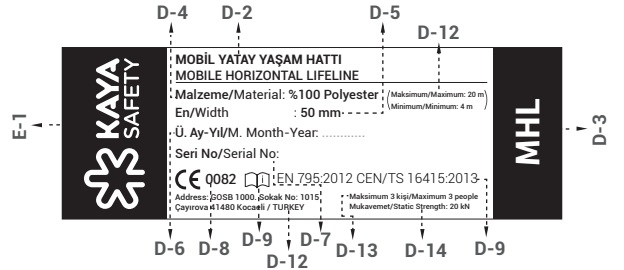 D-4 D-2 D-5
D-12
MOBİL YATAY YAŞAM HATTI
MOBILE HORIZONTAL LIFELINE
Malzeme/Material: %100 Polyester (Maksimum/Maximum: 20 m
Minimum/Minimum: 4 m)
En/Width : 50 mm
Ü. Ay-Yıl/M. Month-Year: ............
Seri No/Serial No:
CE 0082 EN 795:2012 CEN/TS 16415:2013
Address: GOSB 1000. Sokak No: 1015
Çayırova 41480 Kocaeli / TURKEY
Maksimum 3 kişi/Maximum 3 people
Mukavemet/Static Strength: 20 kN
E-1
KAYA
SAFETY
MHL
D-3
D-6 D-8 D-9 D-7 D-13 D-14 D-9
D-12